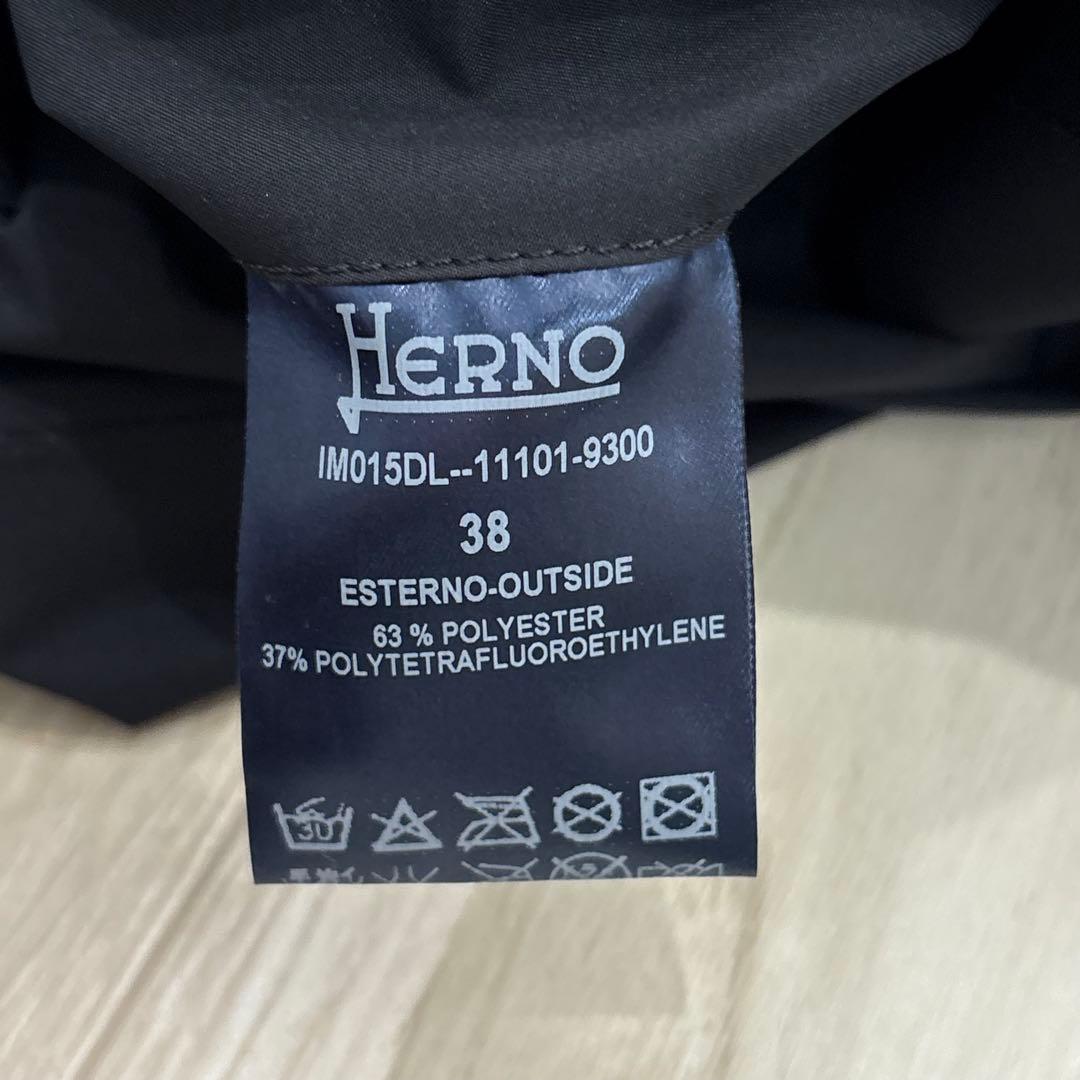 HERNO
IM015DL--11101-9300
38
ESTERNO-OUTSIDE
63 % POLYESTER
37% POLYTETRAFLUOROETHYLENE
30